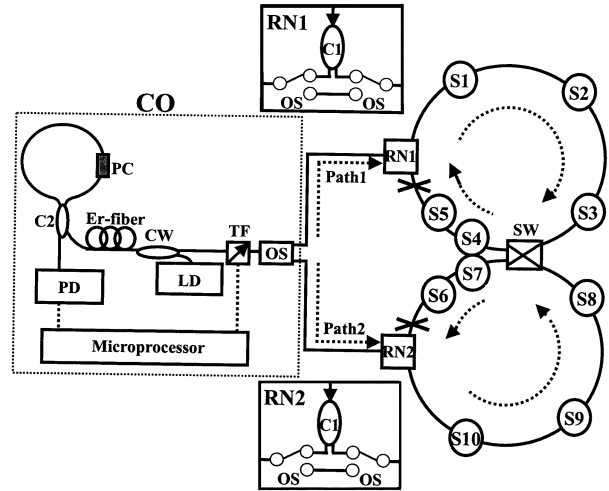 RN1
C1
OS
OS
CO
PC
C2
Er-fiber
CW
TF
OS
PD
LD
Microprocessor
Path1
Path2
RN1
S1
S2
S3
S4
S5
SW
S6
S7
S8
S9
S10
RN2
RN2
C1
OS
OS